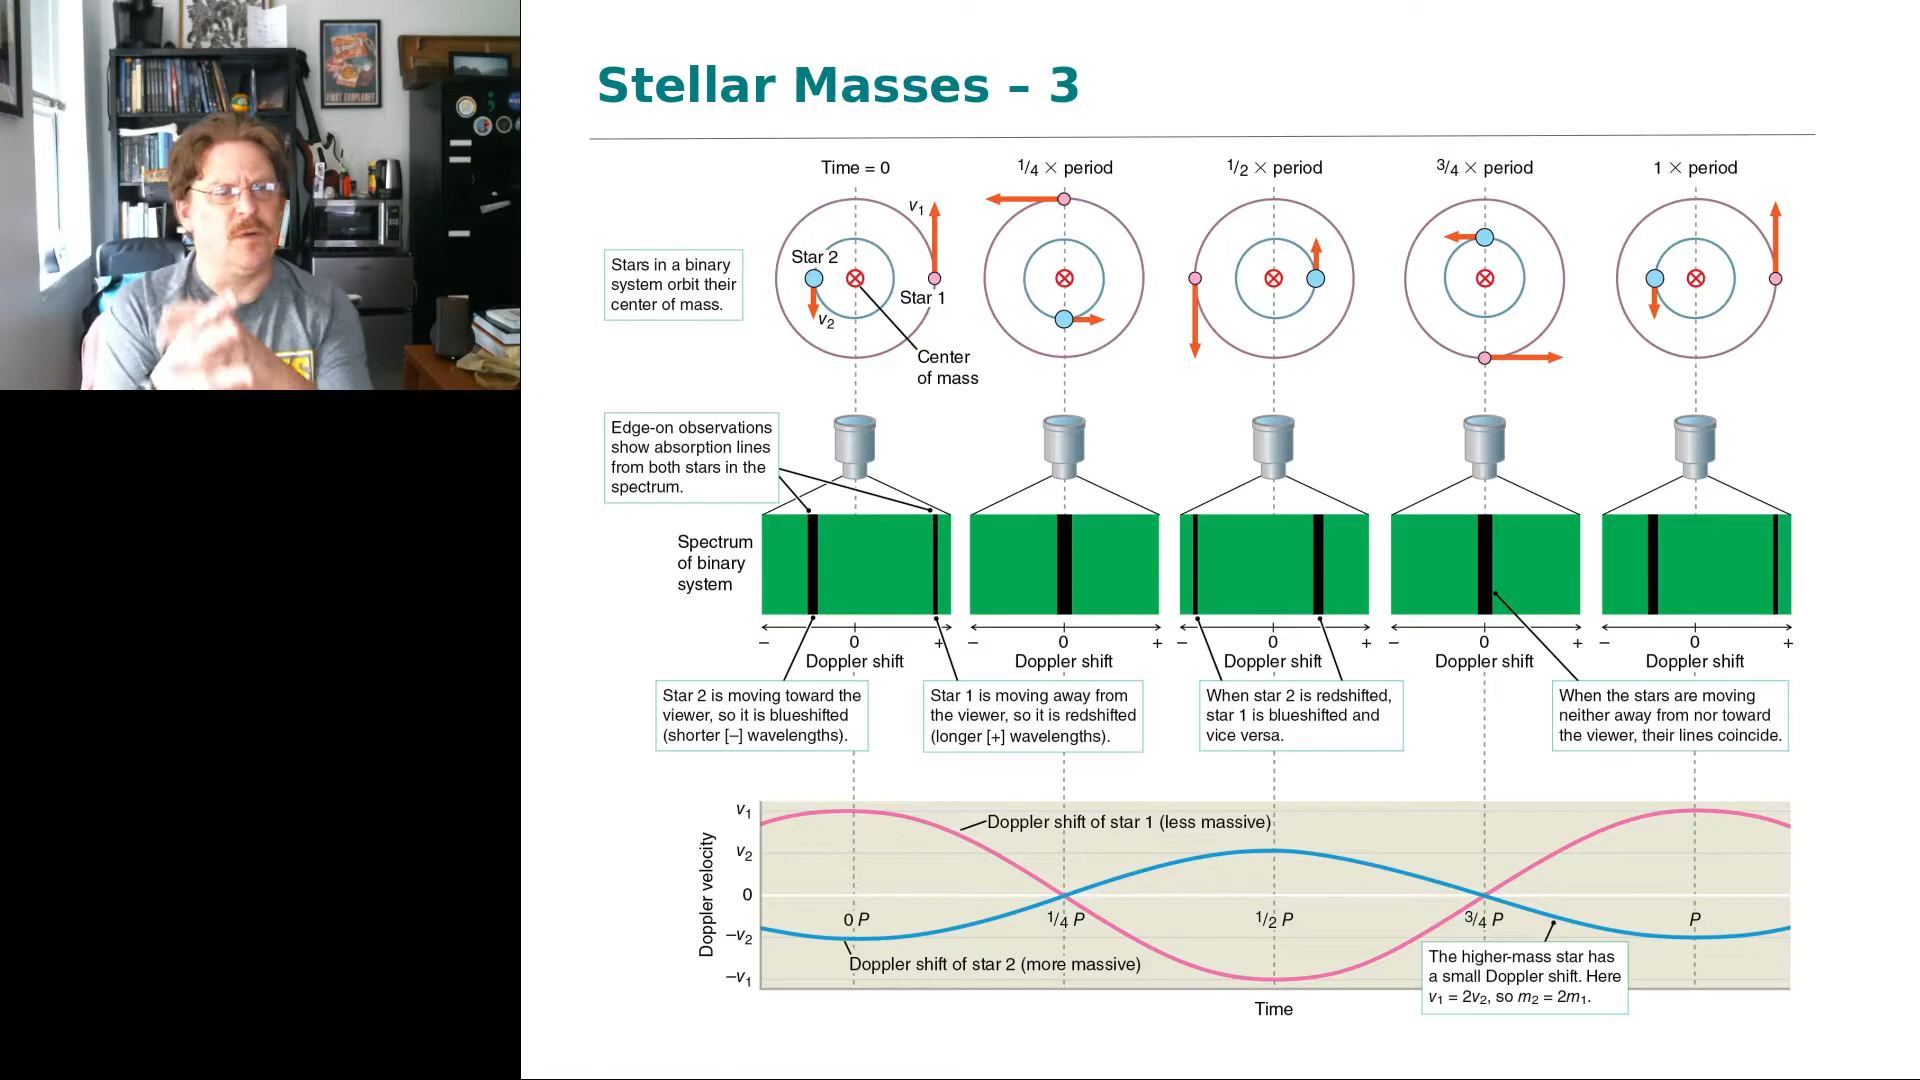 FIRST EXOPLANET
Stellar Masses – 3
Time = 0
1/4 × period
1/2 × period
3/4 × period
1 × period
Stars in a binary
system orbit their
center of mass.
v1
Star 2
Star 1
v2
Center
of mass
Edge-on observations
show absorption lines
from both stars in the
spectrum.
Spectrum
of binary
system
– 0 +
Doppler shift
– 0 +
Doppler shift
– 0 +
Doppler shift
– 0 +
Doppler shift
– 0 +
Doppler shift
Star 2 is moving toward the
viewer, so it is blueshifted
(shorter [–] wavelengths).
Star 1 is moving away from
the viewer, so it is redshifted
(longer [+] wavelengths).
When star 2 is redshifted,
star 1 is blueshifted and
vice versa.
When the stars are moving
neither away from nor toward
the viewer, their lines coincide.
Doppler velocity
v1
v2
0
–v2
–v1
Doppler shift of star 1 (less massive)
0 P
1/4 P
1/2 P
3/4 P
P
Doppler shift of star 2 (more massive)
The higher-mass star has
a small Doppler shift. Here
v1 = 2v2, so m2 = 2m1.
Time